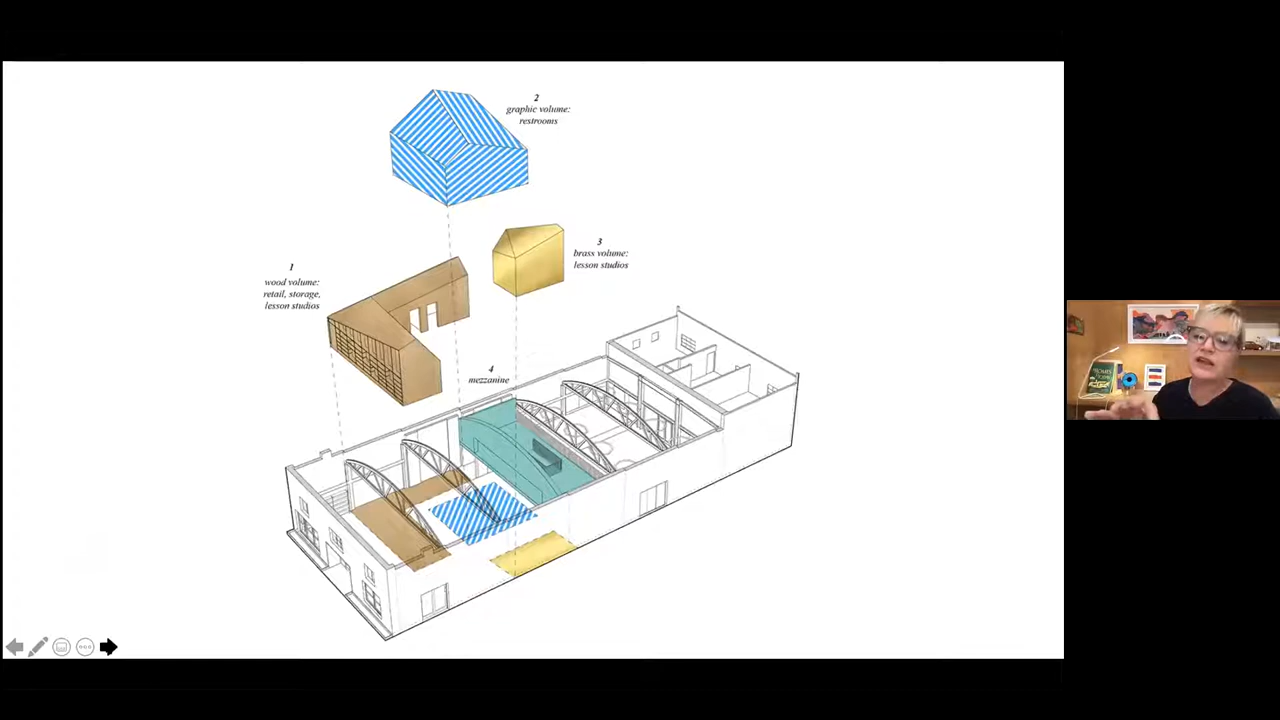 2
graphic volume:
restrooms
3
brass volume:
lesson studios
1
wood volume:
retail, storage,
lesson studios
4
mezzanine